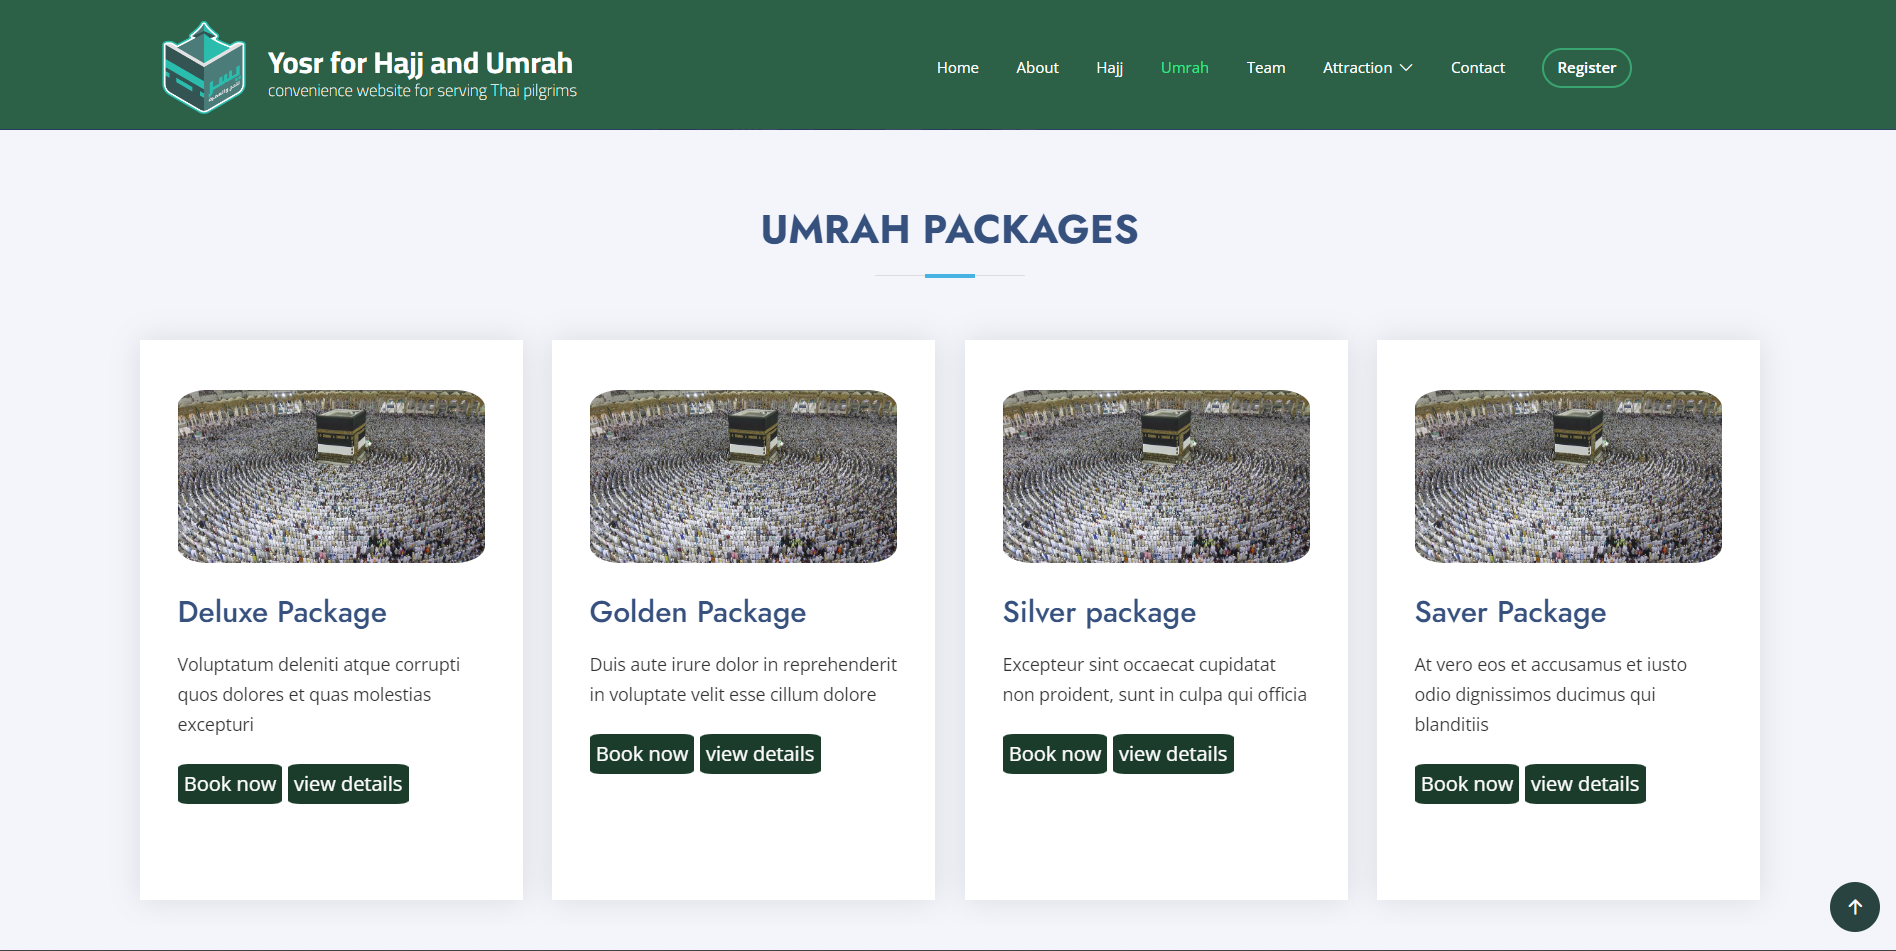 Yosr for Hajj and Umrah
convenience website for serving Thai pilgrims
Home About Hajj Umrah Team Attraction Contact Register
UMRAH PACKAGES
Deluxe Package
Voluptatum deleniti atque corrupti
quos dolores et quas molestias
excepturi
Book now view details
Golden Package
Duis aute irure dolor in reprehenderit
in voluptate velit esse cillum dolore
Book now view details
Silver package
Excepteur sint occaecat cupidatat
non proident, sunt in culpa qui officia
Book now view details
Saver Package
At vero eos et accusamus et iusto
odio dignissimos ducimus qui
blanditiis
Book now view details